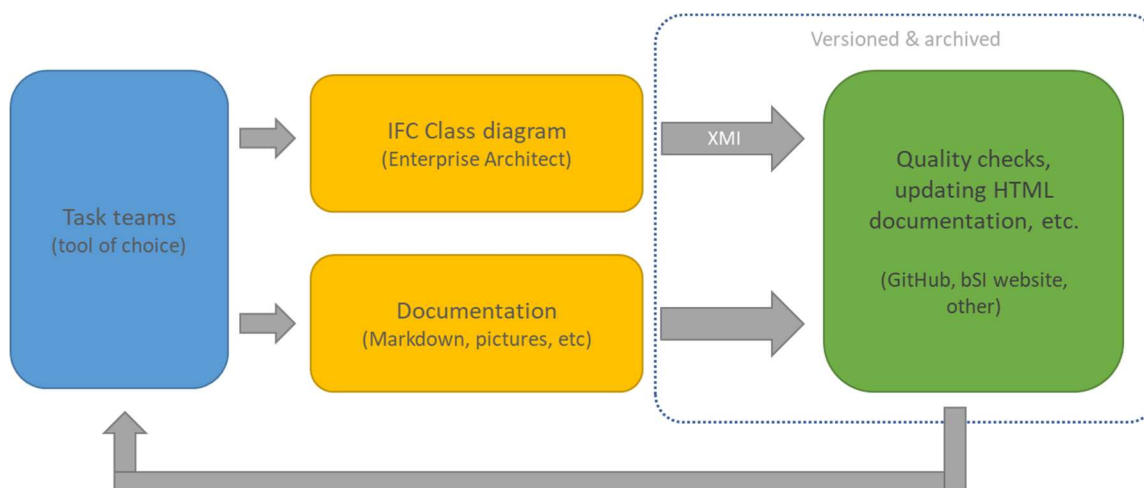 Versioned & archived
Task teams
(tool of choice)
IFC Class diagram
(Enterprise Architect)
XMI
Documentation
(Markdown, pictures, etc)
Quality checks,
updating HTML
documentation, etc.
(GitHub, bSI website,
other)